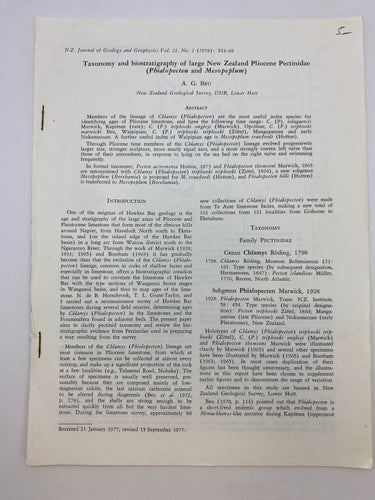 5-
N.Z. Journal of Geology and Geophysics Vol. 21, No. 2 (1978): 243-69
Taxonomy and biostratigraphy of large New Zealand Pliocene Pectinidae
(Phialopecten and Mesopeplum)
A. G. BEU
New Zealand Geological Survey, DSIR, Lower Hutt
ABSTRACT
Members of the lineage of Chlamys (Phialopecten) are the most useful index species for
identifying ages of Pliocene limestone, and have the following time range: C. (P.)
Marwick, Kapitean (rare); C. (P.) triphooki ongleyi (Marwick), Opoitian; C. (P.) triphooki
marwicki Beu, Waipipian; C. (P.) triphooki triphooki (Zittel), Mangapanian and early
Nukumaruan. A further useful index of Waipipian age is Mesopeplum crawfordi (Hutton).
Through Pliocene time members of the Chlamys (Phialopecten) lineage evolved progressively
larger size, stronger sculpture, more nearly equal ears, and a more strongly convex left valve than
those of their antecedents, in response to lying on the sea bed on the right valve and swimming
frequently.
In formal taxonomy, Pecten accrementa Hutton, 1873 and Phialopecten thomsoni Marwick, 1965
are synonymised with Chlamys (Phialopecten) triphooki triphooki (Zittel, 1864), a new subgenus
Mesopeplum (Borehamia) is proposed for M. crawfordi (Hutton), and Phialopecten hilli (Hutton)
is transferred to Mesopeplum (Borehamia).
INTRODUCTION
One of the enigmas of Hawkes Bay geology is the
age and stratigraphy of the large areas of Pliocene and
Pleistocene limestone that form most of the obvious hills
around Napier, from Havelock North south to Eketa-
huna, and (on the inland edge of the Hawkes Bay
basin) in a long arc from Wairoa district south to the
Ngaruroro River. Through the work of Marwick (1928;
1931; 1965) and Boreham (1963) it has gradually
become clear that the evolution of the Chlamys (Phialo-
pecten) lineage, common in rocks of shallow facies and
especially in limestone, offers a biostratigraphic zonation
that can be used to correlate the limestone of Hawkes
Bay with the type sections of Wanganui Series stages
in Wanganui basin, and thus to map ages of the lime-
stone. N. de B. Hornibrook, T. L. Grant-Taylor, and
I carried out a reconnaissance survey of Hawkes Bay
limestones during several field seasons, determining ages
by Chlamys (Phialopecten) in the limestones and the
Foraminifera found in adjacent beds. The present paper
aims to clarify pectinid taxonomy and review the bio-
stratigraphic evidence from Pectinidae used in preparing
a map resulting from the survey.
Members of the Chlamys (Phialopecten) lineage are
most common in Pliocene limestone, from which at
least a few specimens can be collected at almost every
outcrop, and make up a significant proportion of the rock
at a few localities (e.g., Tahaenui Road, Nuhaka). The
surface of specimens is usually well preserved, pre-
sumably because they are composed mainly of low-
magnesian calcite, the last calcium carbonate mineral
to be altered during diagenesis (Beu et al. 1972,
p. 276), and the shells are strong enough to be
extracted quickly from all but the very hardest lime-
stone. During the limestone survey, approximately 80
Received 21 January 1977, revised 15 September 1977.
new collections of Chlamys (Phialopecten) were made
from Te Aute limestone facies, making a new total of
161 collections from 131 localities from Gisborne to
Eketahuna.
TAXONOMY
Family PECTINIDAE
Genus Chlamys Röding, 1798
1798. Chlamys Röding, Museum Boltenianum (2):
161. Type species (by subsequent designation,
Herrmannsen, 1847): Pecten islandicus Müller,
1776; Recent, North Atlantic.
Subgenus Phialopecten Marwick, 1928
1928. Phialopecten Marwick, Trans. N.Z. Institute,
58: 454. Type species (by original designa-
tion): Pecten triphooki Zittel, 1864; Manga-
panian (late Pliocene) and Nukumaruan (early
Pleistocene), New Zealand.
Holotypes of Chlamys (Phialopecten) triphooki trip-
hooki (Zittel), C. (P.) triphooki ongleyi (Marwick)
and Phialopecten thomsoni Marwick were illustrated
clearly by Marwick (1965) and several other specimens
have been illustrated by Marwick (1965) and Boreham
(1963, 1965). In most cases duplication of their
figures has been thought unnecessary, and the illustra-
tions in this report have been chosen to supplement
earlier figures and to demonstrate the range of variation.
All specimens in this study are housed in New
Zealand Geological Survey, Lower Hutt.
Beu (1970, p. 114) pointed out that Phialopecten is
a short-lived endemic group which evolved from a
Mimachlamys-like ancestor during Kapitean (uppermost